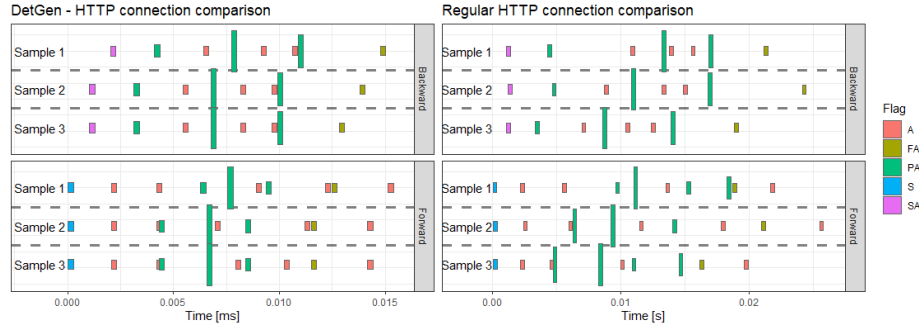 DetGen - HTTP connection comparison
Regular HTTP connection comparison
Sample 1
Sample 2
Sample 3
Backward
Sample 1
Sample 2
Sample 3
Backward
Sample 1
Sample 2
Sample 3
Forward
Sample 1
Sample 2
Sample 3
Forward
Flag
A
FA
PA
S
SA
0.000 0.005 0.010 0.015
Time [ms]
0.00 0.01 0.02
Time [s]